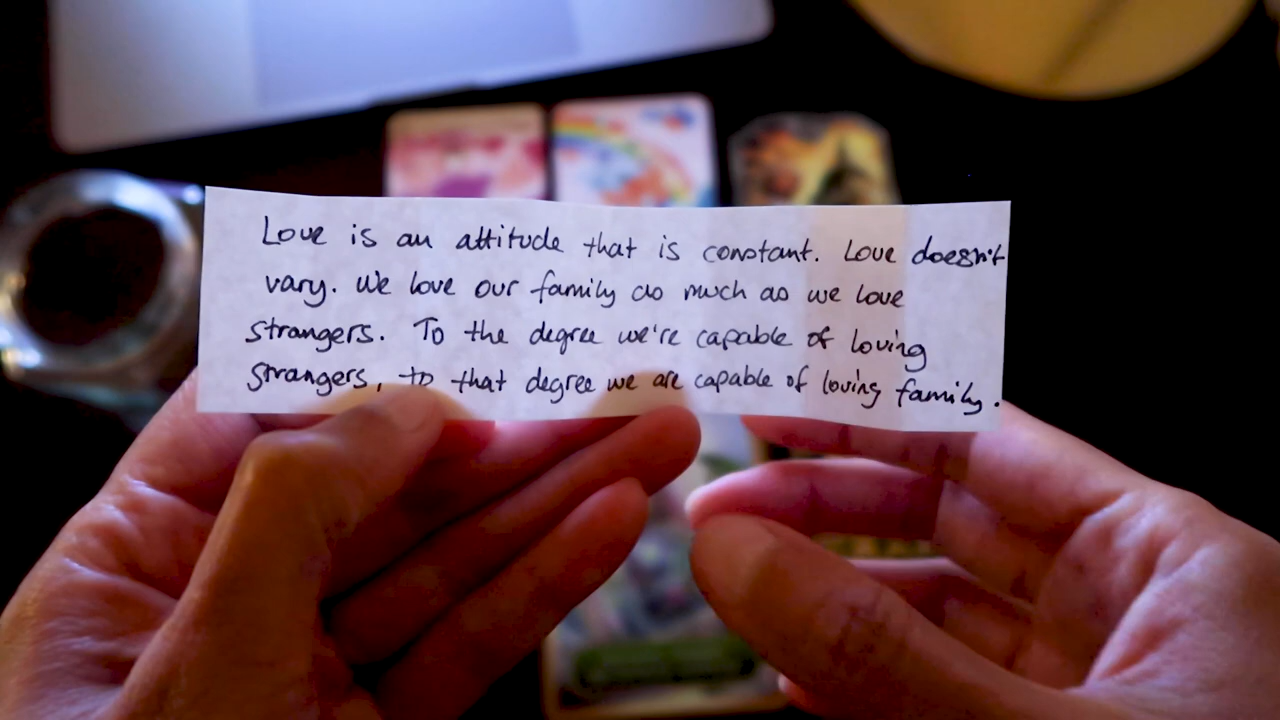 Love is an attitude that is constant. Love doesn't
vary. We love our family as much as we love
strangers. To the degree we're capable of loving
strangers, to that degree we are capable of loving family.